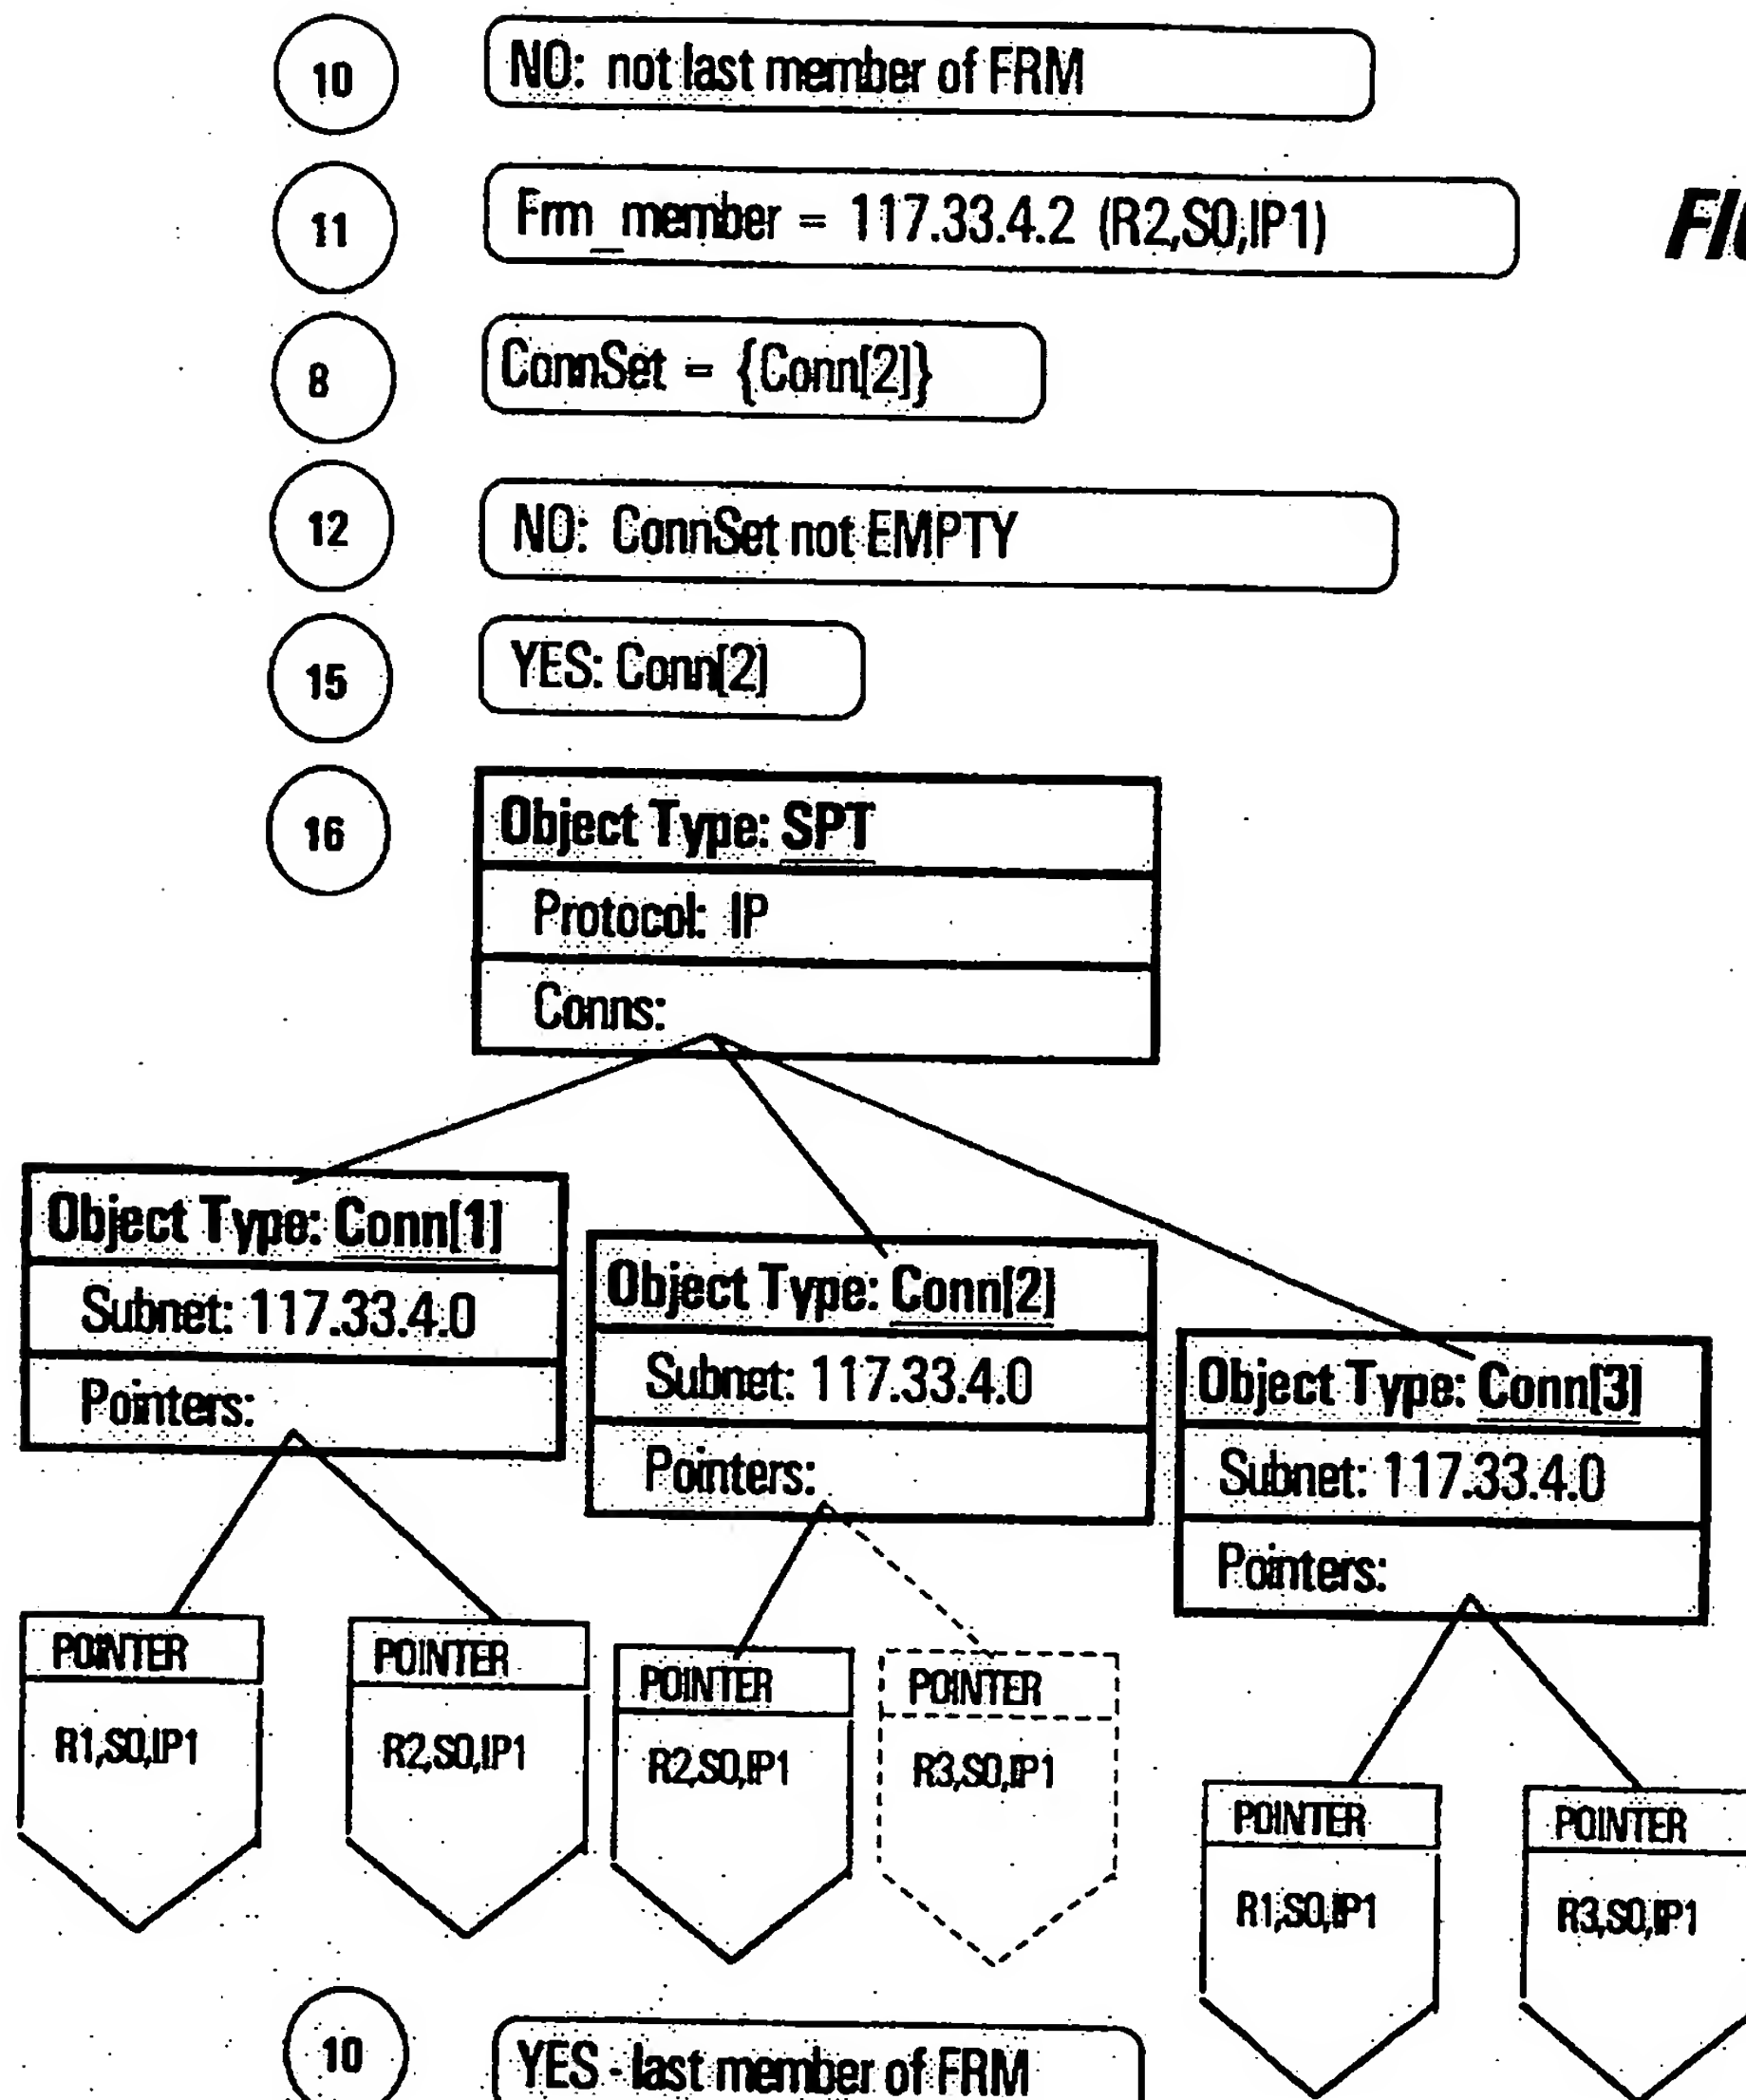 10
NO: not last member of FRM
11
Frm_member = 117.33.4.2 (R2,S0,IP1)
8
ConnSet = {Conn[2]}
12
NO: ConnSet not EMPTY
15
YES: Conn[2]
16
Object Type: SPT
Protocol: IP
Conns:
Object Type: Conn[1]
Subnet: 117.33.4.0
Pointers:
Object Type: Conn[2]
Subnet: 117.33.4.0
Pointers:
Object Type: Conn[3]
Subnet: 117.33.4.0
Pointers:
POINTER
R1,S0,IP1
POINTER
R2,S0,IP1
POINTER
R2,S0,IP1
POINTER
R3,S0,IP1
POINTER
R1,S0,IP1
POINTER
R3,S0,IP1
10
YES - last member of FRM